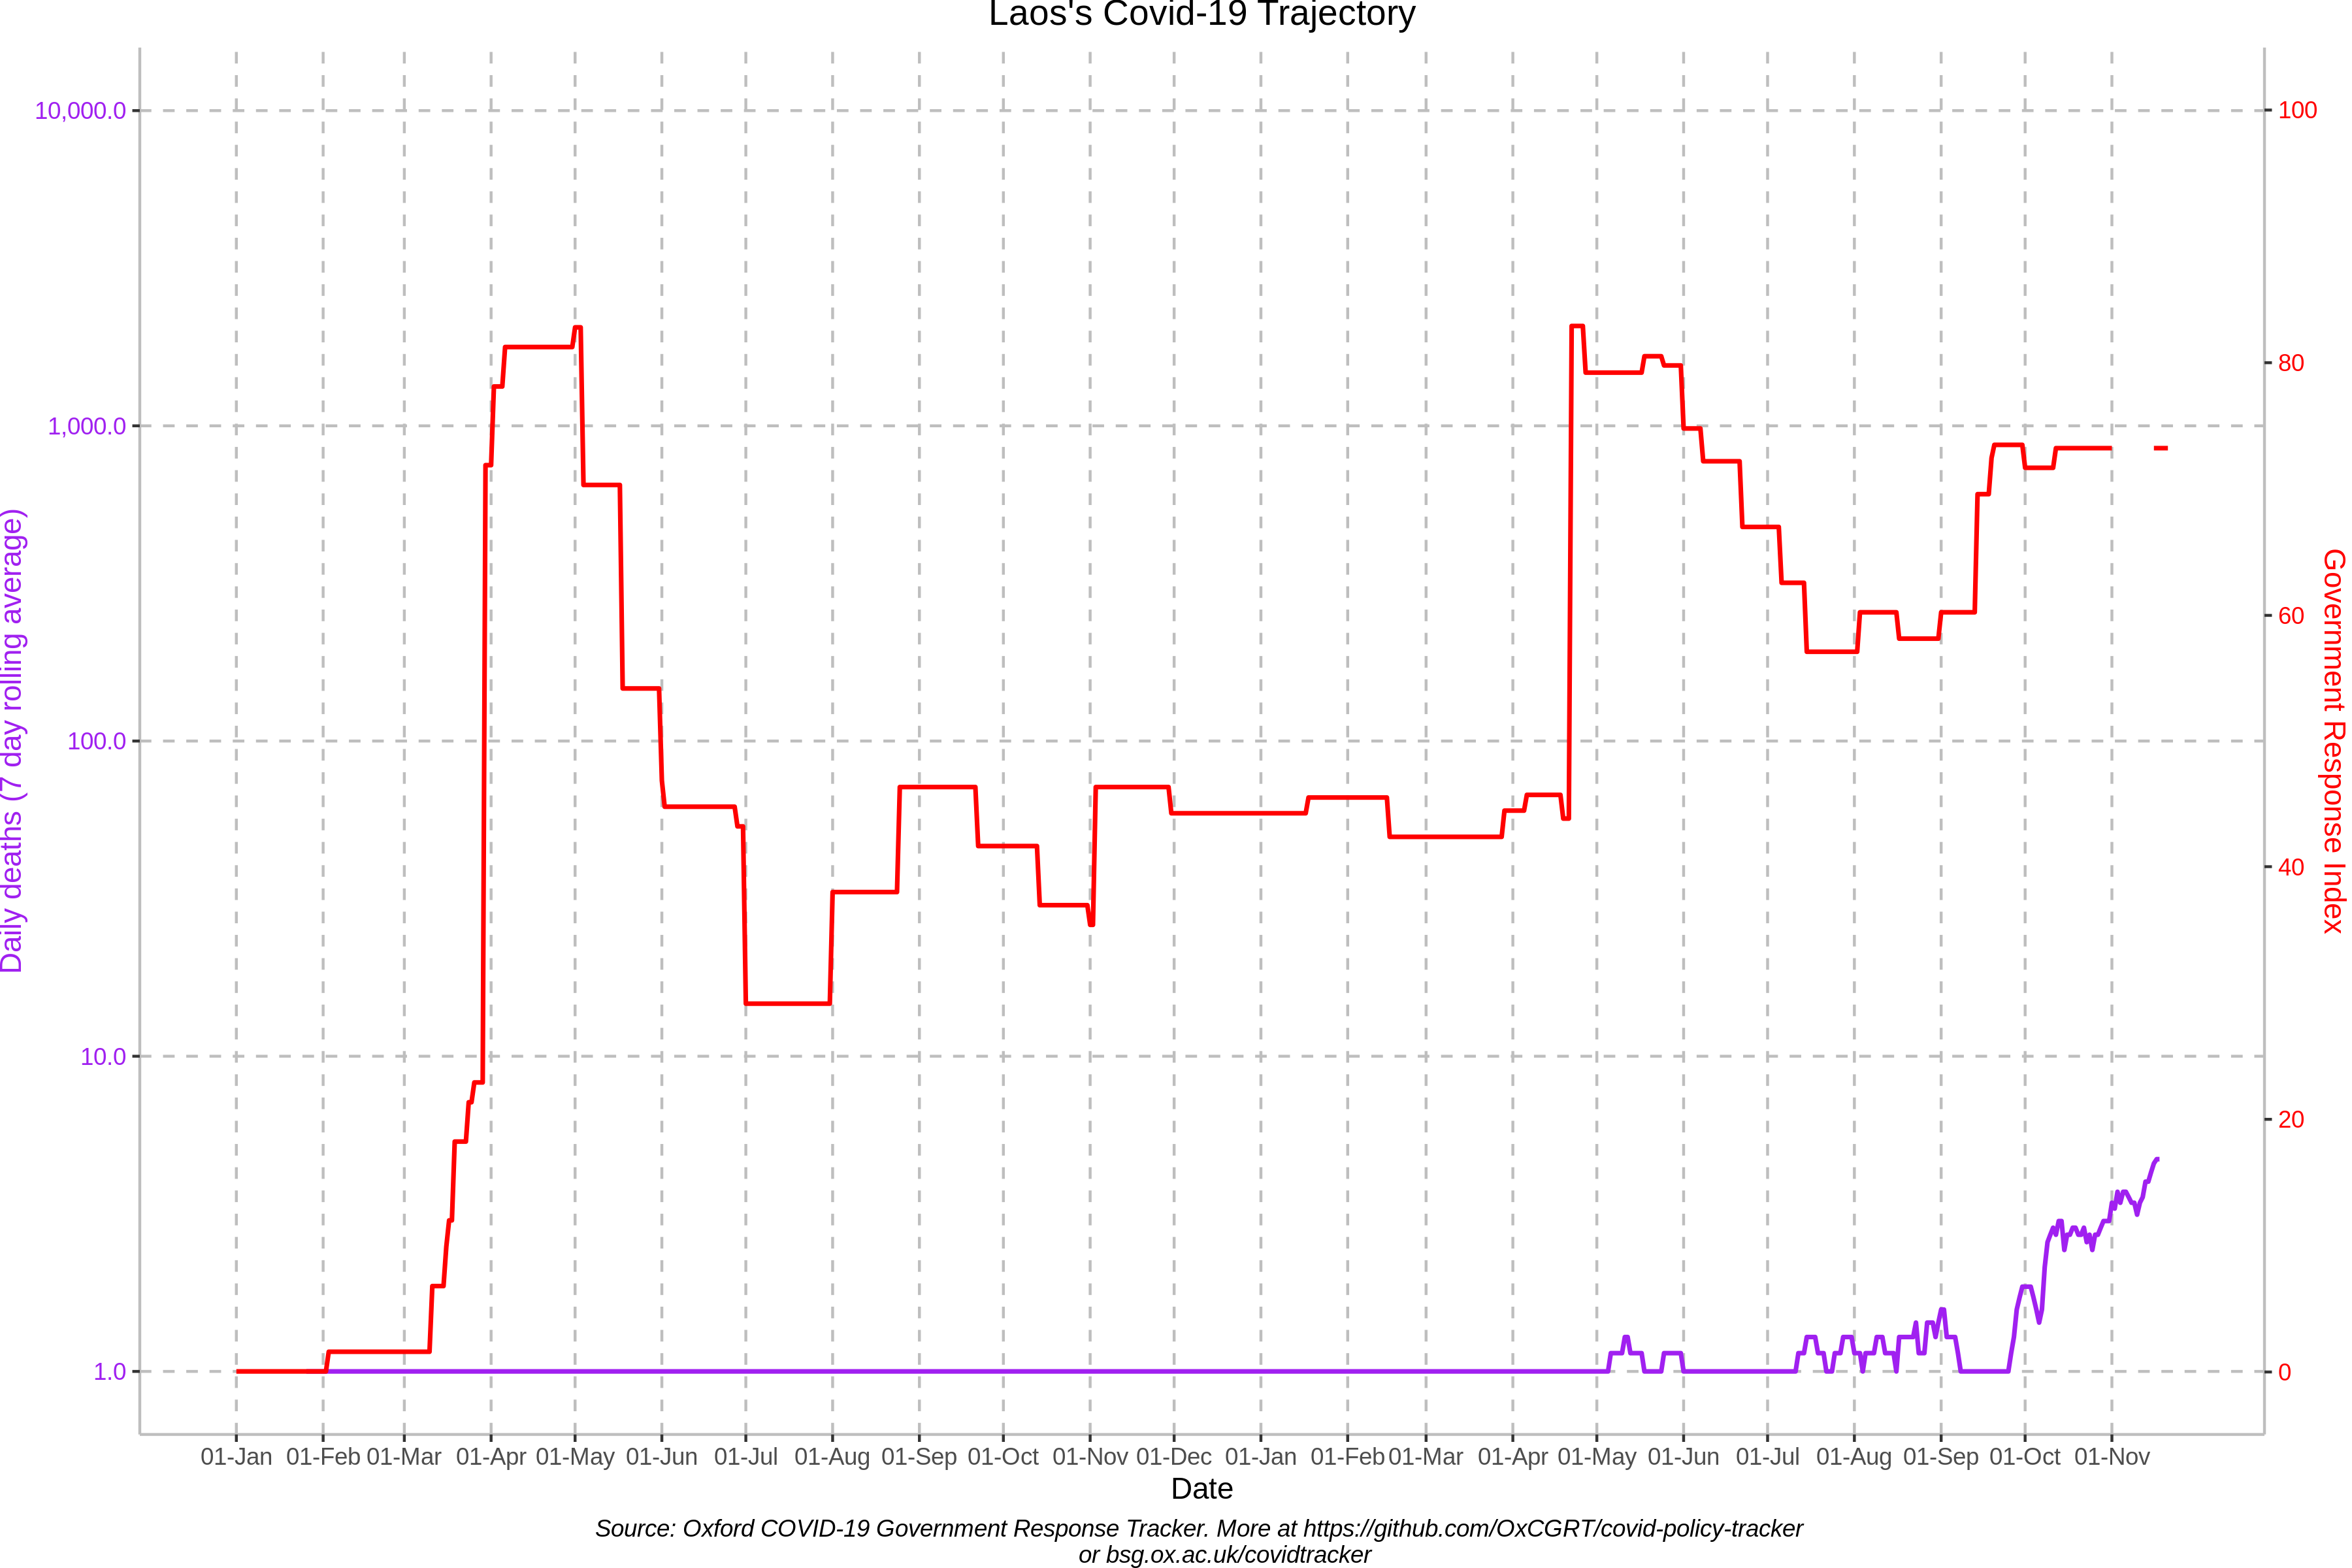 Laos's Covid-19 Trajectory
10,000.0
1,000.0
100.0
10.0
1.0
Daily deaths (7 day rolling average)
100
80
60
40
20
0
Government Response Index
01-Jan 01-Feb 01-Mar 01-Apr 01-May 01-Jun 01-Jul 01-Aug 01-Sep 01-Oct 01-Nov 01-Dec 01-Jan 01-Feb 01-Mar 01-Apr 01-May 01-Jun 01-Jul 01-Aug 01-Sep 01-Oct 01-Nov
Date
Source: Oxford COVID-19 Government Response Tracker. More at https://github.com/OxCGRT/covid-policy-tracker
or bsg.ox.ac.uk/covidtracker